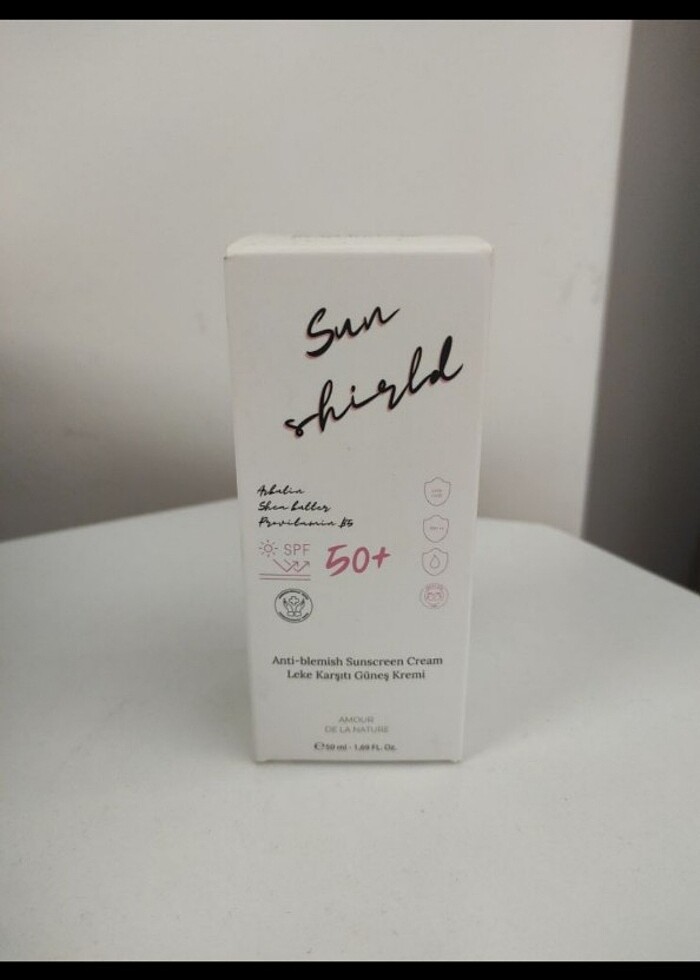 Sun
shield
Arbutin
Shea butter
Provitamin B5
SPF 50+
Anti-blemish Sunscreen Cream
Leke Karşıtı Güneş Kremi
AMOUR
DE LA NATURE
℮ 50 ml - 1,69 FL. Oz.